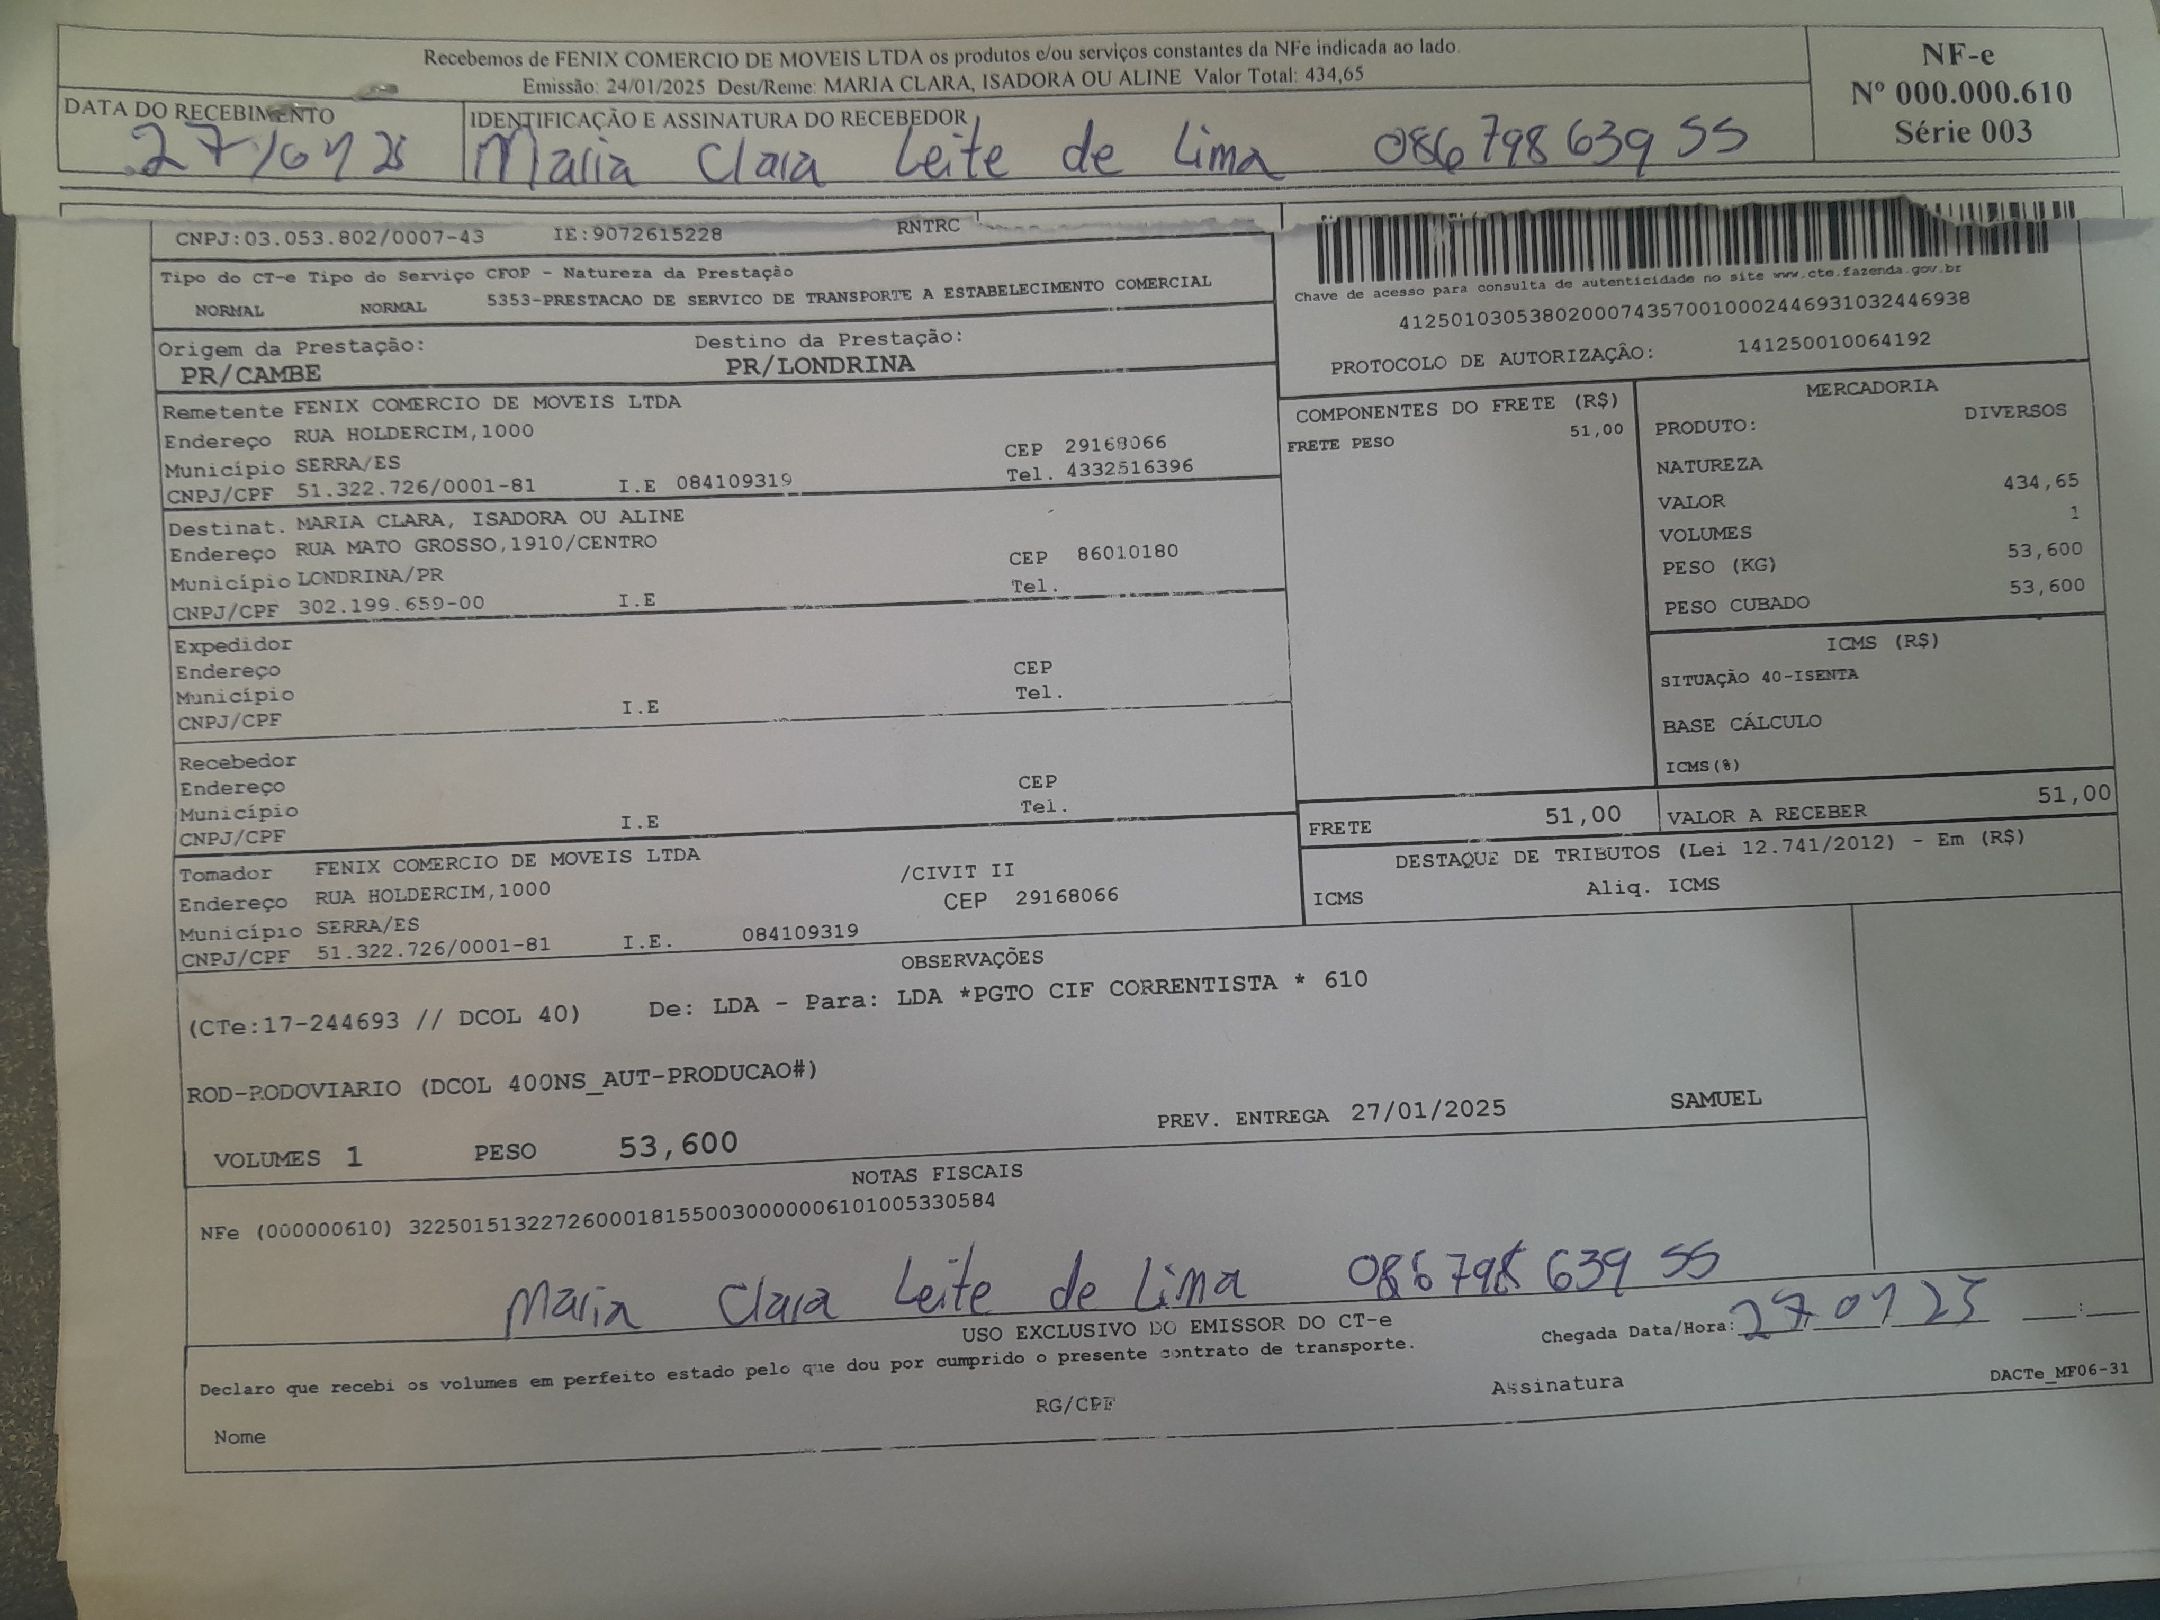 Recebemos de FENIX COMERCIO DE MOVEIS LTDA os produtos e/ou serviços constantes da NFe indicada ao lado.
Emissão: 24/01/2025 Dest/Reme: MARIA CLARA, ISADORA OU ALINE Valor Total: 434,65
NF-e
Nº 000.000.610
Série 003
DATA DO RECEBIMENTO
27/01/25
IDENTIFICAÇÃO E ASSINATURA DO RECEBEDOR
Maria Clara Leite de Lima 086 798 639 55
CNPJ:03.053.802/0007-43 IE:9072615228 RNTRC
Tipo do CT-e Tipo do Serviço CFOP - Natureza da Prestação
NORMAL NORMAL 5353-PRESTACAO DE SERVICO DE TRANSPORTE A ESTABELECIMENTO COMERCIAL
Chave de acesso para consulta de autenticidade no site www.cte.fazenda.gov.br
41250103053802000743570010002446931032446938
PROTOCOLO DE AUTORIZAÇÃO: 141250010064192
Origem da Prestação: Destino da Prestação:
PR/CAMBE PR/LONDRINA
Remetente FENIX COMERCIO DE MOVEIS LTDA
Endereço RUA HOLDERCIM,1000 CEP 29168066
Município SERRA/ES Tel. 4332516396
CNPJ/CPF 51.322.726/0001-81 I.E 084109319
Destinat. MARIA CLARA, ISADORA OU ALINE
Endereço RUA MATO GROSSO,1910/CENTRO CEP 86010180
Município LONDRINA/PR Tel.
CNPJ/CPF 302.199.659-00 I.E
Expedidor
Endereço CEP
Município Tel.
CNPJ/CPF I.E
Recebedor
Endereço CEP
Município Tel.
CNPJ/CPF I.E
Tomador FENIX COMERCIO DE MOVEIS LTDA /CIVIT II
Endereço RUA HOLDERCIM,1000 CEP 29168066
Município SERRA/ES
CNPJ/CPF 51.322.726/0001-81 I.E. 084109319
COMPONENTES DO FRETE (R$)
FRETE PESO 51,00
MERCADORIA
PRODUTO: DIVERSOS
NATUREZA
VALOR 434,65
VOLUMES 1
PESO (KG) 53,600
PESO CUBADO 53,600
ICMS (R$)
SITUAÇÃO 40-ISENTA
BASE CÁLCULO
ICMS(%)
FRETE 51,00 VALOR A RECEBER 51,00
DESTAQUE DE TRIBUTOS (Lei 12.741/2012) - Em (R$)
ICMS Aliq. ICMS
OBSERVAÇÕES
(CTe:17-244693 // DCOL 40) De: LDA - Para: LDA *PGTO CIF CORRENTISTA * 610
ROD-RODOVIARIO (DCOL 400NS_AUT-PRODUCAO#)
PREV. ENTREGA 27/01/2025 SAMUEL
VOLUMES 1 PESO 53,600
NOTAS FISCAIS
NFe (000000610) 32250151322726000181550030000006101005330584
Maria Clara Leite de Lima 086 798 639 55
USO EXCLUSIVO DO EMISSOR DO CT-e
Chegada Data/Hora: 27 01 25 :
Declaro que recebi os volumes em perfeito estado pelo que dou por cumprido o presente contrato de transporte.
Nome RG/CPF Assinatura DACTe_MF06-31